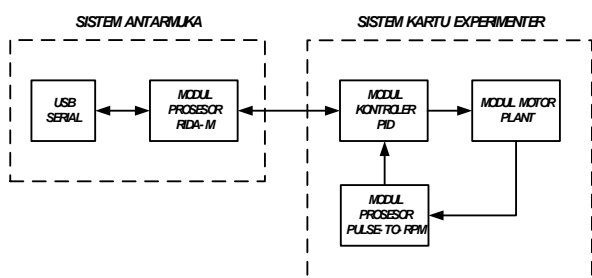 SISTEM ANTARMUKA
SISTEM KARTU EXPERIMENTER
USB
SERIAL
MODUL
PROSESOR
RIDA-M
MODUL
KONTROLER
PID
MODUL MOTOR
PLANT
MODUL
PROSESOR
PULSE-TO-RPM